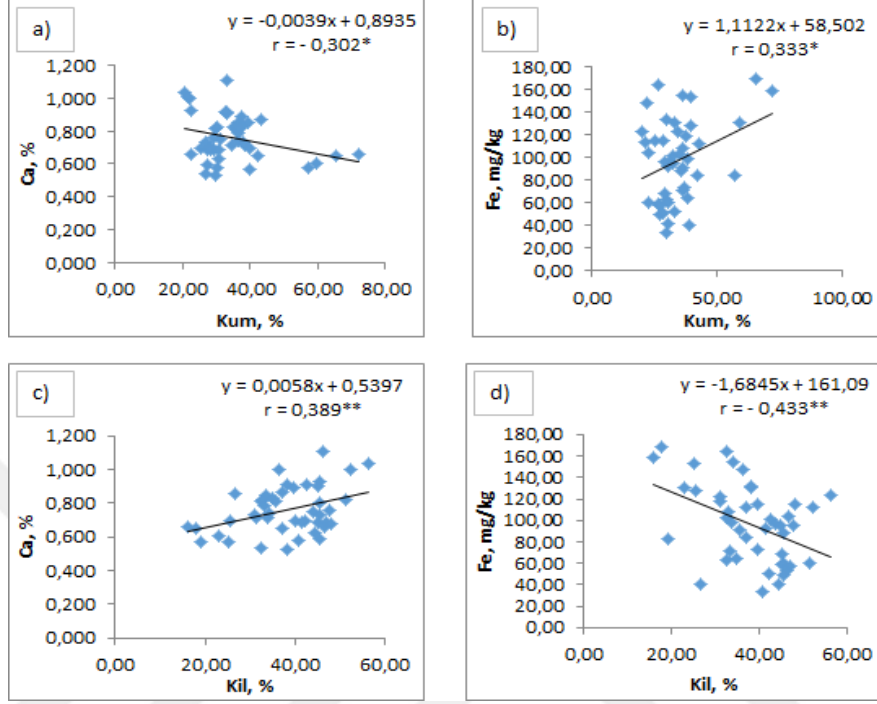 a)
y = -0,0039x + 0,8935
r = - 0,302*
Ca, %
1,200
1,000
0,800
0,600
0,400
0,200
0,000
0,00 20,00 40,00 60,00 80,00
Kum, %
b)
y = 1,1122x + 58,502
r = 0,333*
Fe, mg/kg
180,00
160,00
140,00
120,00
100,00
80,00
60,00
40,00
20,00
0,00
0,00 50,00 100,00
Kum, %
c)
y = 0,0058x + 0,5397
r = 0,389**
Ca, %
1,200
1,000
0,800
0,600
0,400
0,200
0,000
0,00 20,00 40,00 60,00
Kil, %
d)
y = -1,6845x + 161,09
r = - 0,433**
Fe, mg/kg
180,00
160,00
140,00
120,00
100,00
80,00
60,00
40,00
20,00
0,00
0,00 20,00 40,00 60,00
Kil, %